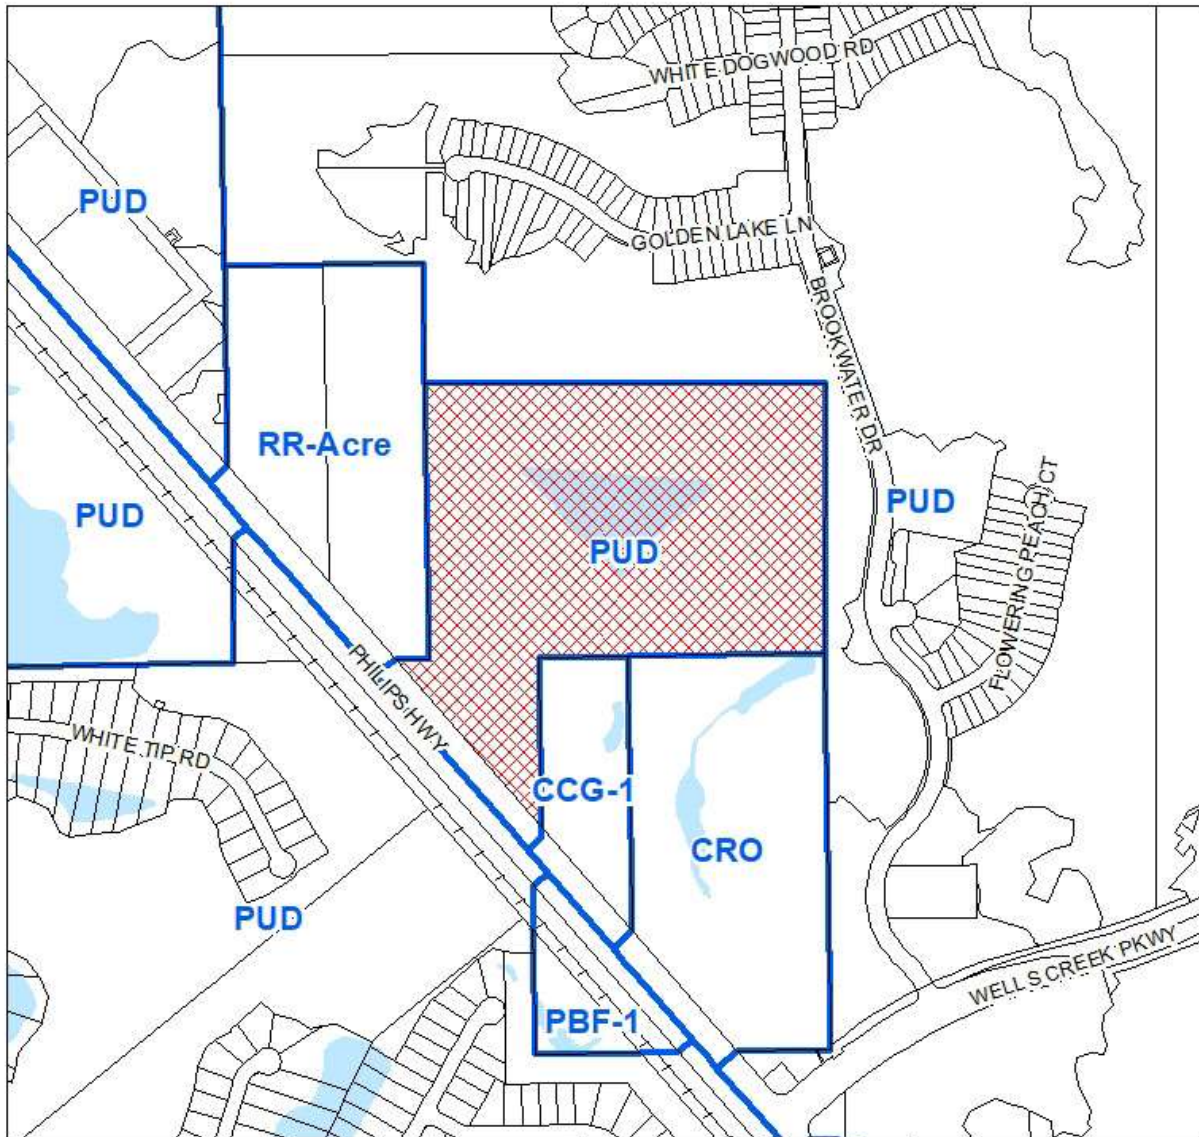 WHITE DOGWOOD RD
PUD
GOLDEN LAKE LN
BROOKWATER DR
RR-Acre
PUD
PUD
PUD
FLOWERING PEACH CT
PHILIPS HWY
WHITE TIP RD
CCG-1
CRO
PUD
WELLS CREEK PKWY
PBF-1